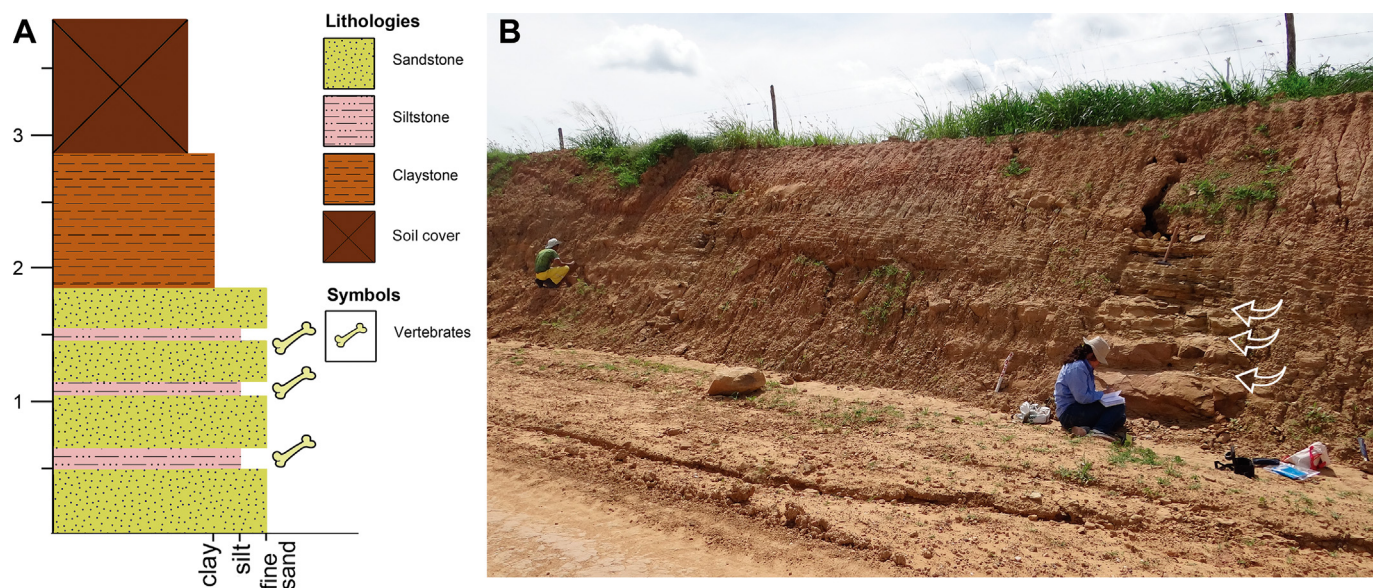 A
Lithologies
Sandstone
Siltstone
Claystone
Soil cover
Symbols
Vertebrates
3
2
1
clay
silt
fine
sand
B